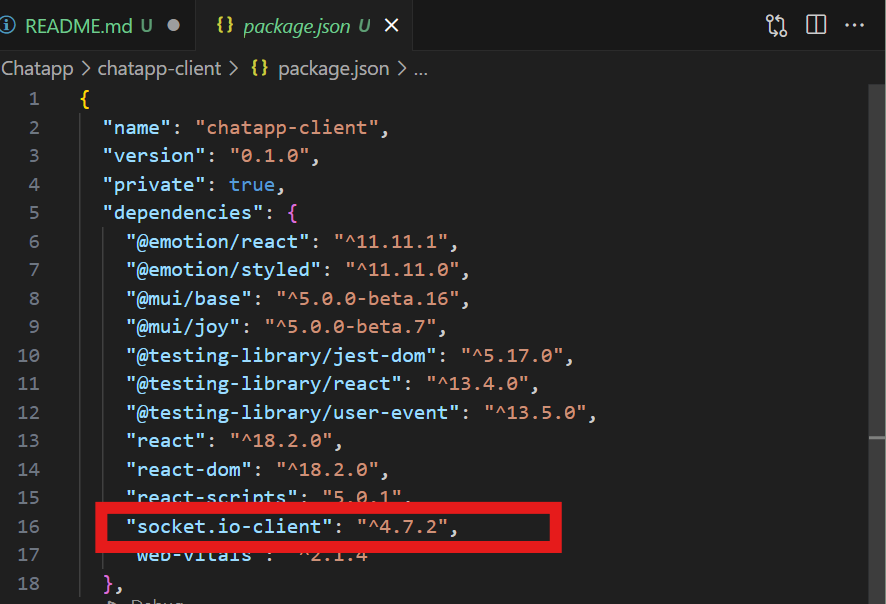 README.md U
{} package.json U
Chatapp > chatapp-client > {} package.json > ...
1 {
2 "name": "chatapp-client",
3 "version": "0.1.0",
4 "private": true,
5 "dependencies": {
6 "@emotion/react": "^11.11.1",
7 "@emotion/styled": "^11.11.0",
8 "@mui/base": "^5.0.0-beta.16",
9 "@mui/joy": "^5.0.0-beta.7",
10 "@testing-library/jest-dom": "^5.17.0",
11 "@testing-library/react": "^13.4.0",
12 "@testing-library/user-event": "^13.5.0",
13 "react": "^18.2.0",
14 "react-dom": "^18.2.0",
15 "react-scripts": "5.0.1",
16 "socket.io-client": "^4.7.2",
17 "web-vitals": "^2.1.4"
18 },
Debug